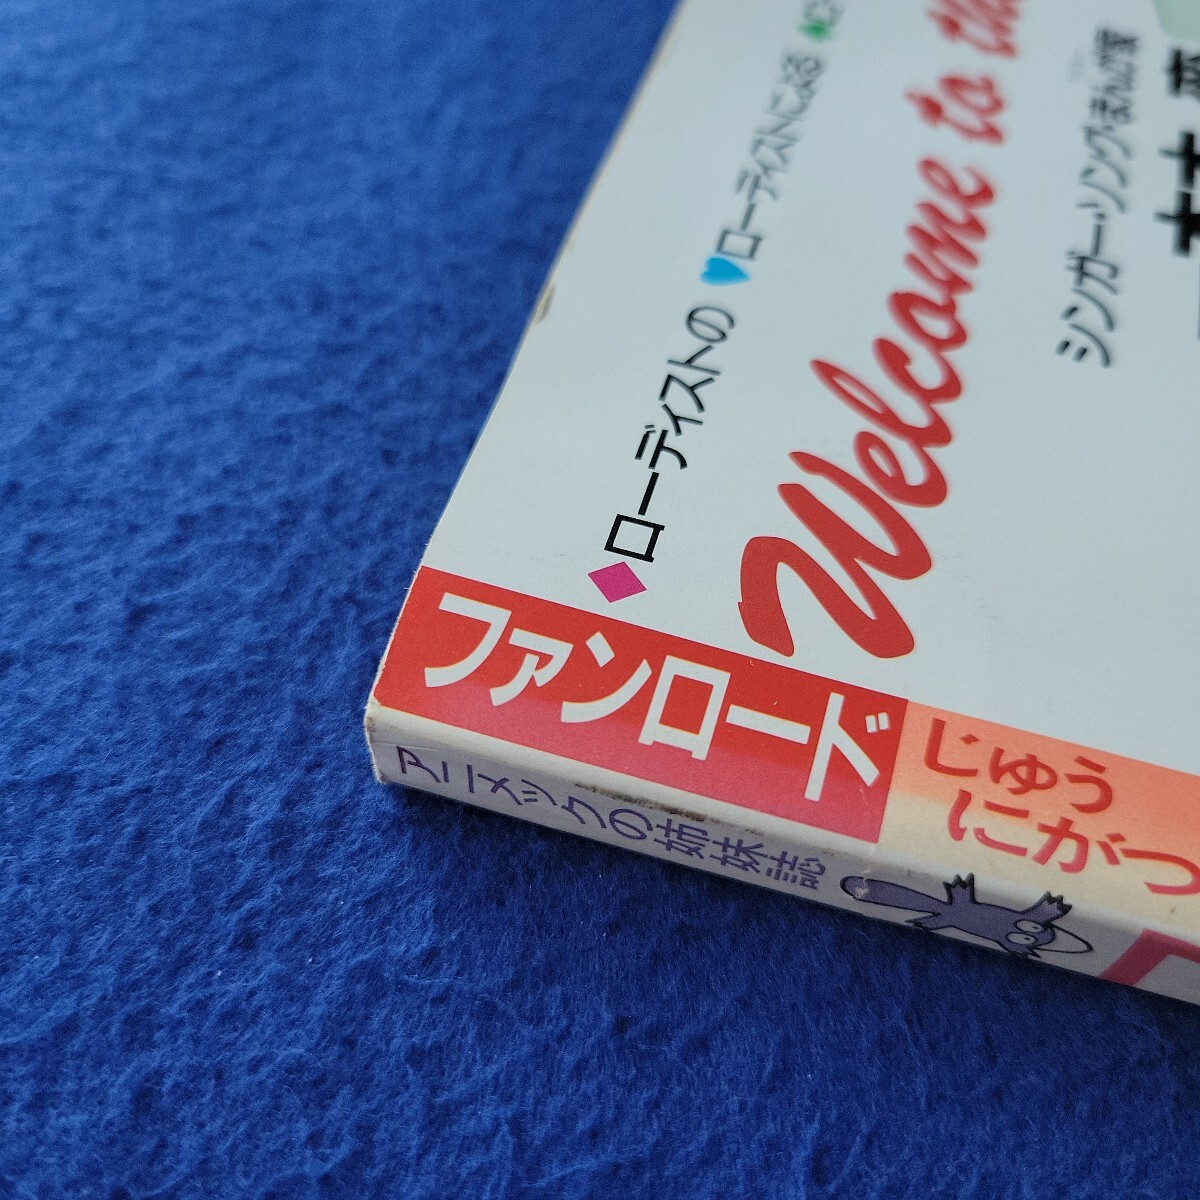 ◆ローディストの♥ローディストによる
Welcome to the
シンガー・ソング・まんが家
ファンロード
じゅう
にがつ
アニメックの姉妹誌